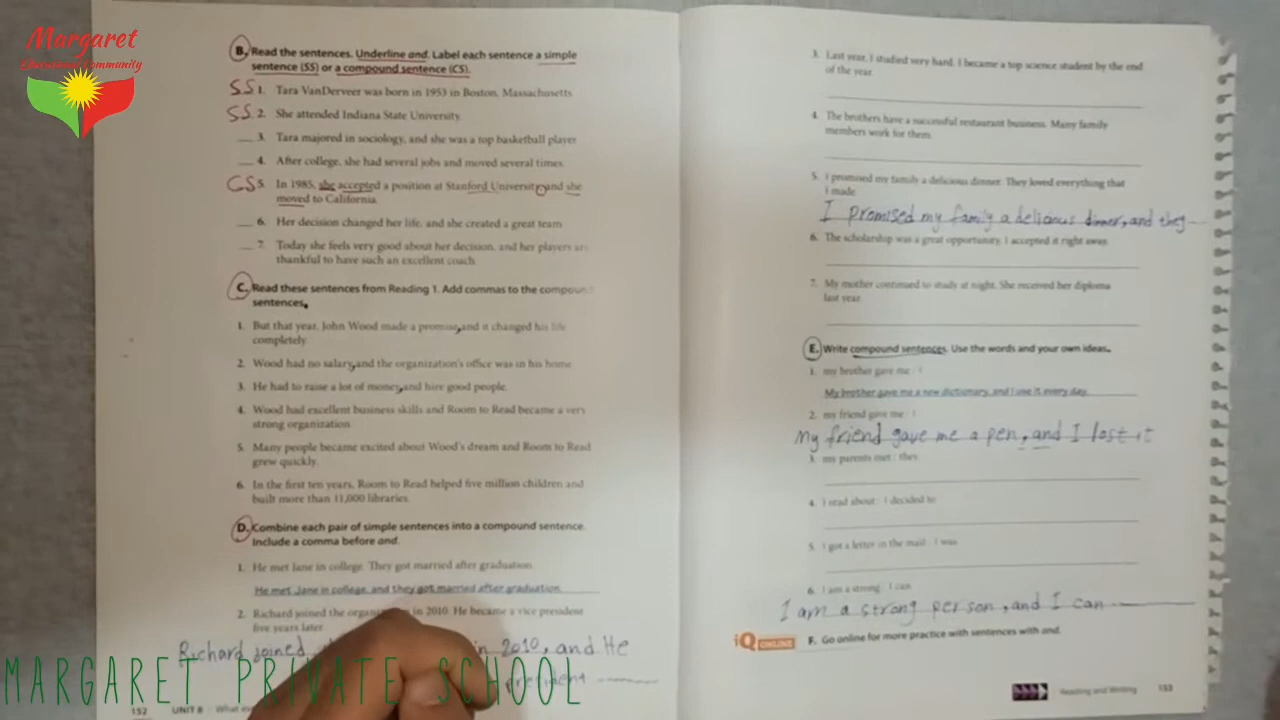 Margaret
Educational Community
B. Read the sentences. Underline and. Label each sentence a simple
sentence (SS) or a compound sentence (CS).
SS 1. Tara VanDerveer was born in 1953 in Boston, Massachusetts.
SS 2. She attended Indiana State University.
3. Tara majored in sociology, and she was a top basketball player
4. After college, she had several jobs and moved several times.
CS 5. In 1985, she accepted a position at Stanford University, and she
moved to California.
6. Her decision changed her life, and she created a great team
7. Today she feels very good about her decision, and her players are
thankful to have such an excellent coach.
C. Read these sentences from Reading 1. Add commas to the compound
sentences.
1. But that year, John Wood made a promise, and it changed his life
completely.
2. Wood had no salary, and the organization's office was in his home
3. He had to raise a lot of money, and hire good people.
4. Wood had excellent business skills and Room to Read became a very
strong organization.
5. Many people became excited about Wood's dream and Room to Read
grew quickly.
6. In the first ten years, Room to Read helped five million children and
built more than 11,000 libraries.
D. Combine each pair of simple sentences into a compound sentence.
Include a comma before and.
1. He met Jane in college. They got married after graduation.
He met Jane in college, and they got married after graduation.
2. Richard joined the in 2010. He became a vice president
five years later.
Richard joined in 2010, and He
president
MARGARET PRIVATE SCHOOL
152 UNIT 8 What
3. Last year, I studied very hard. I became a top science student by the end
of the year.
4. The brothers have a successful restaurant business. Many family
members work for them.
5. I promised my family a delicious dinner. They loved everything that
I made.
I promised my family a delicious dinner, and they
6. The scholarship was a great opportunity. I accepted it right away.
7. My mother continued to study at night. She received her diploma
last year.
E. Write compound sentences. Use the words and your own ideas.
1. my brother gave me / I
My brother gave me a new dictionary, and I use it every day.
2. my friend gave me / I
My friend gave me a pen, and I lost it
3. my parents met / they
4. I read about / I decided to
5. I got a letter in the mail / I was
6. I am a strong / I can
I am a strong person, and I can
iQ ONLINE F. Go online for more practice with sentences with and.
Reading and Writing 153